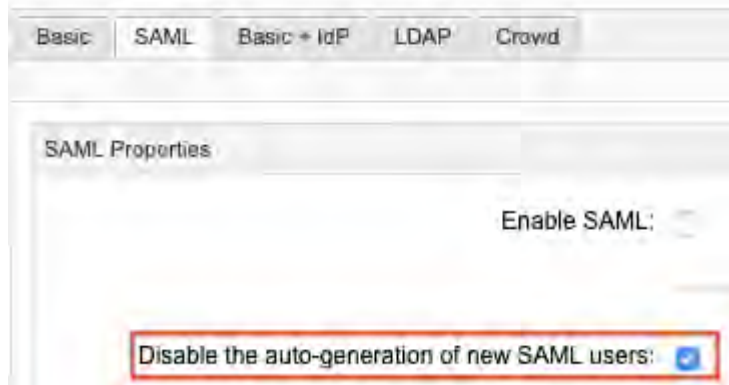 Basic SAML Basic + IdP LDAP Crowd
SAML Properties
Enable SAML:
Disable the auto-generation of new SAML users: